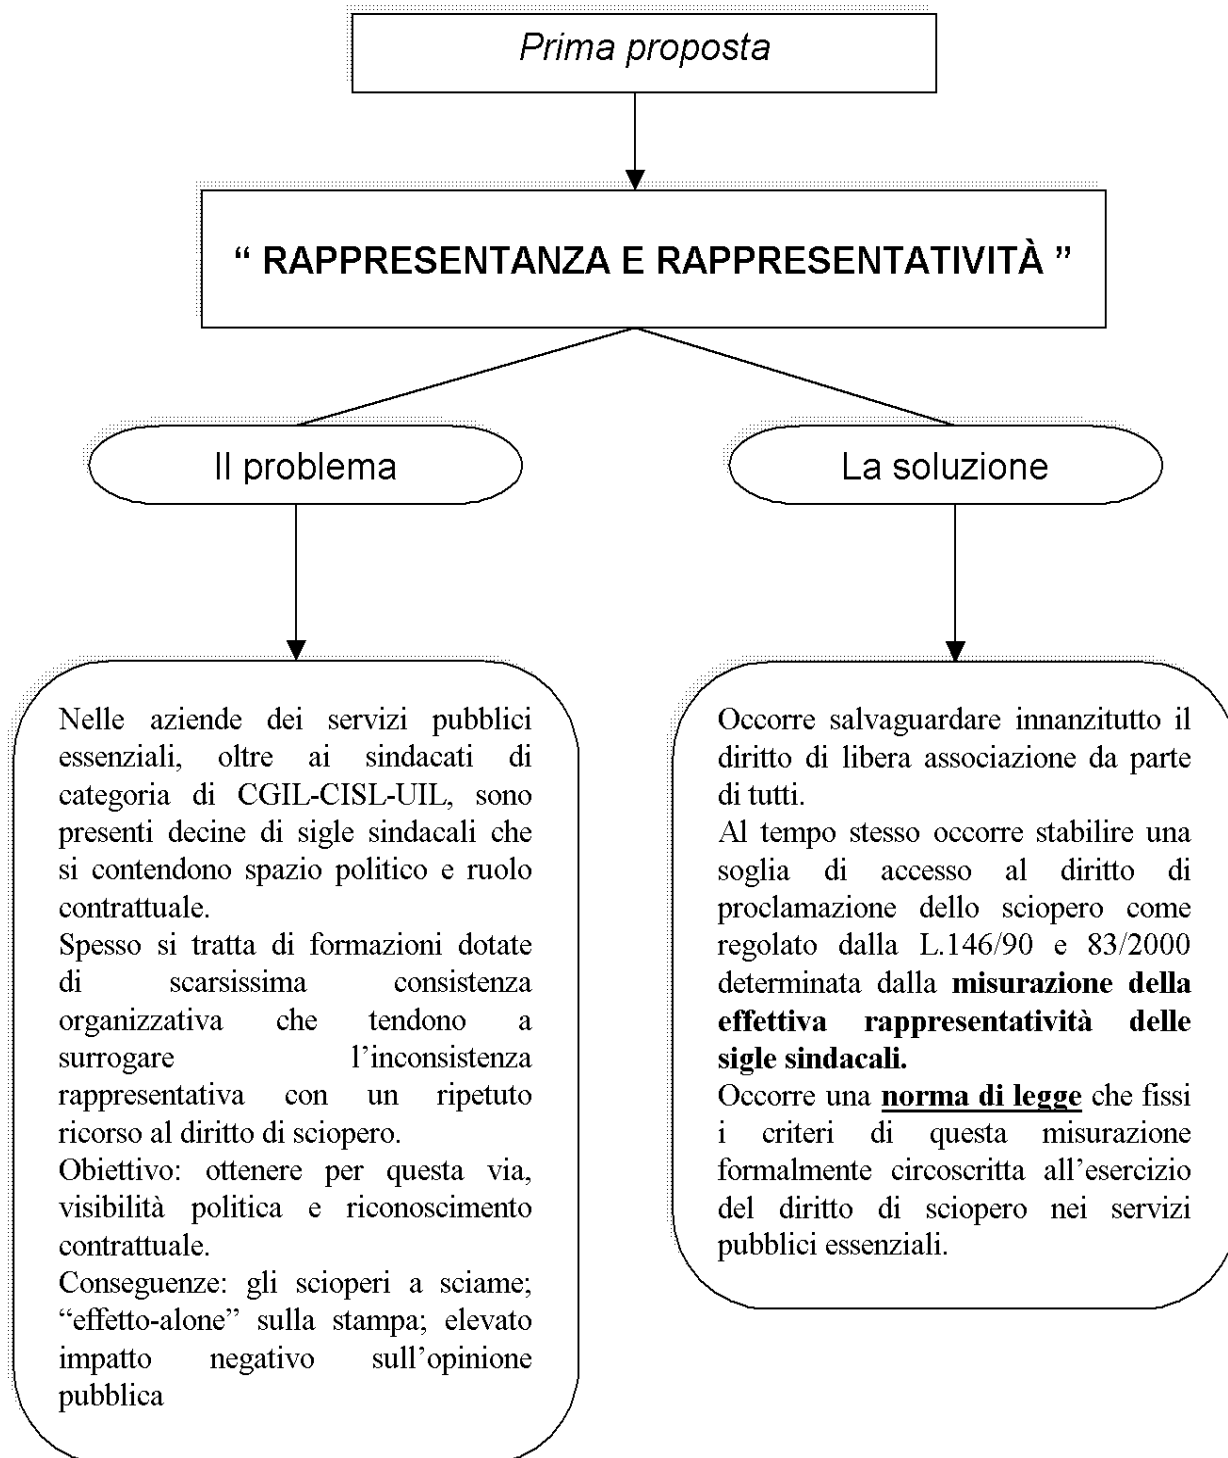 Prima proposta
“ RAPPRESENTANZA E RAPPRESENTATIVITÀ ”
Il problema
La soluzione
Nelle aziende dei servizi pubblici
essenziali, oltre ai sindacati di
categoria di CGIL-CISL-UIL, sono
presenti decine di sigle sindacali che
si contendono spazio politico e ruolo
contrattuale.
Spesso si tratta di formazioni dotate
di scarsissima consistenza
organizzativa che tendono a
surrogare l’inconsistenza
rappresentativa con un ripetuto
ricorso al diritto di sciopero.
Obiettivo: ottenere per questa via,
visibilità politica e riconoscimento
contrattuale.
Conseguenze: gli scioperi a sciame;
“effetto-alone” sulla stampa; elevato
impatto negativo sull’opinione
pubblica
Occorre salvaguardare innanzitutto il
diritto di libera associazione da parte
di tutti.
Al tempo stesso occorre stabilire una
soglia di accesso al diritto di
proclamazione dello sciopero come
regolato dalla L.146/90 e 83/2000
determinata dalla misurazione della
effettiva rappresentatività delle
sigle sindacali.
Occorre una norma di legge che fissi
i criteri di questa misurazione
formalmente circoscritta all’esercizio
del diritto di sciopero nei servizi
pubblici essenziali.